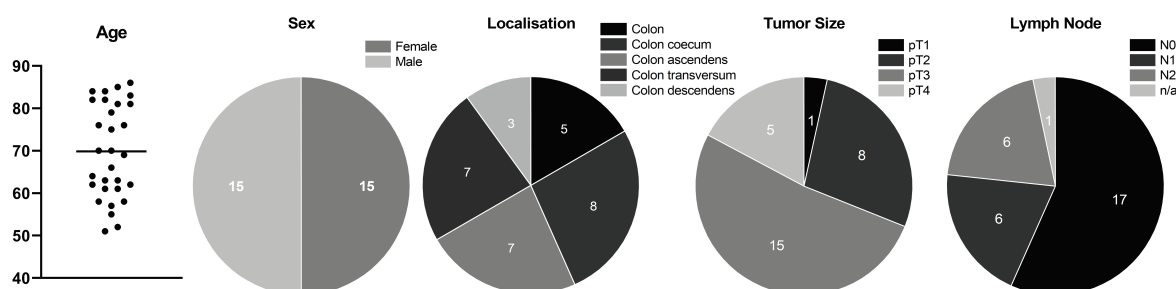 Age
90
80
70
60
50
40
Sex
Female
Male
15
15
Localisation
Colon
Colon coecum
Colon ascendens
Colon transversum
Colon descendens
3
5
7
8
7
Tumor Size
pT1
pT2
pT3
pT4
1
5
8
15
Lymph Node
N0
N1
N2
n/a
1
6
17
6